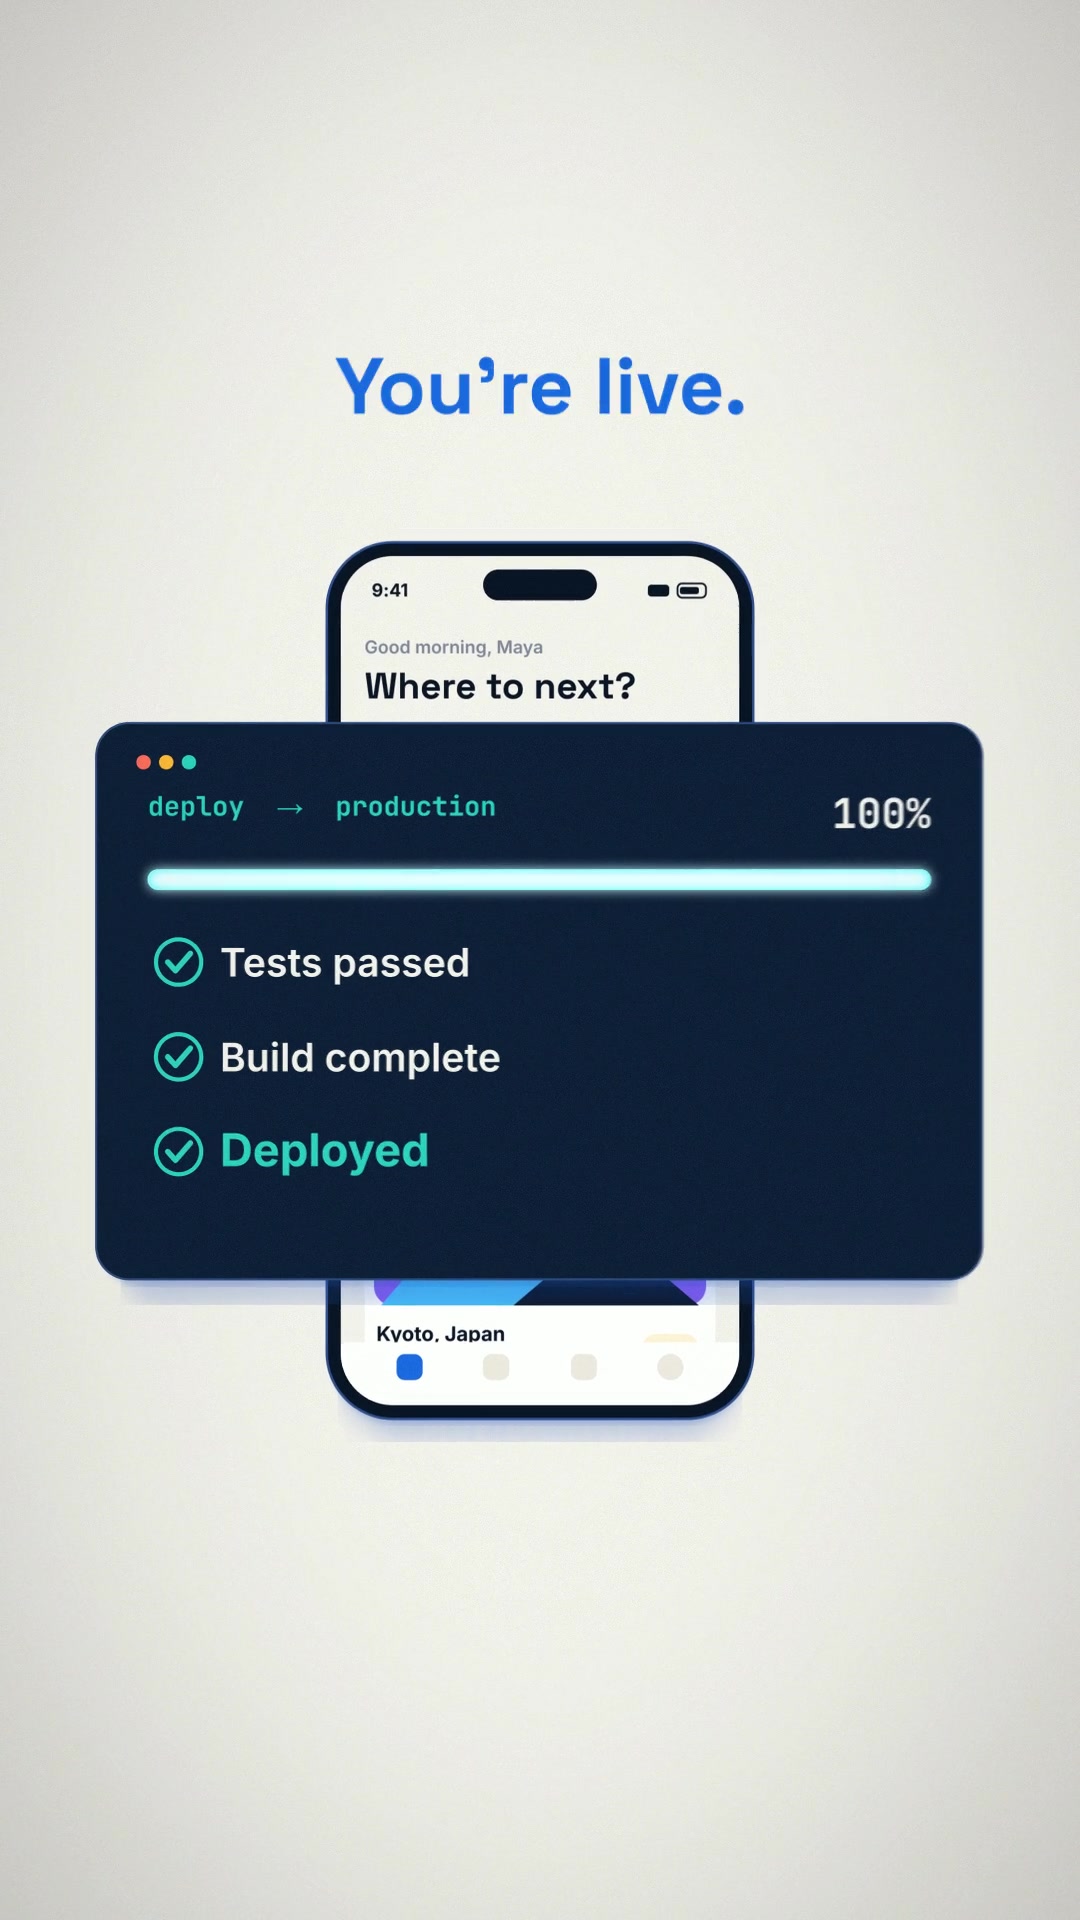 You’re live.
9:41
Good morning, Maya
Where to next?
deploy → production
100%
Tests passed
Build complete
Deployed
Kyoto, Japan